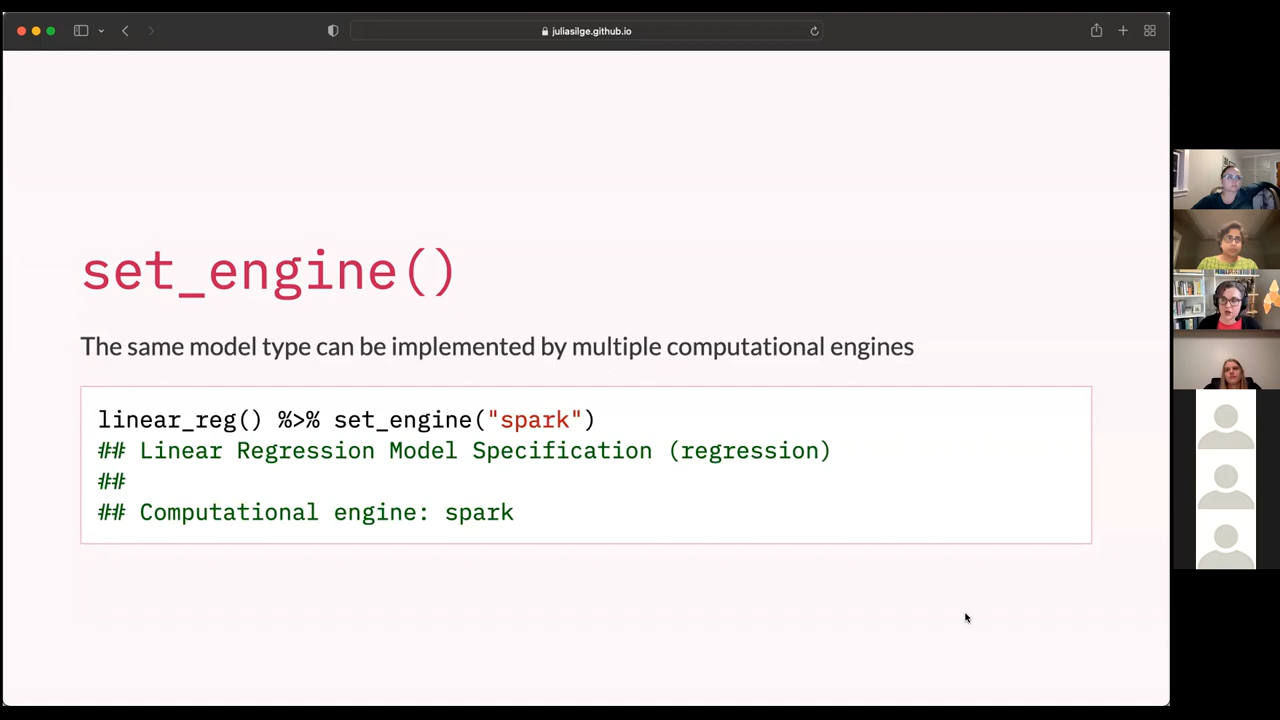 juliasilge.github.io
set_engine()
The same model type can be implemented by multiple computational engines
linear_reg() %>% set_engine("spark")
## Linear Regression Model Specification (regression)
##
## Computational engine: spark